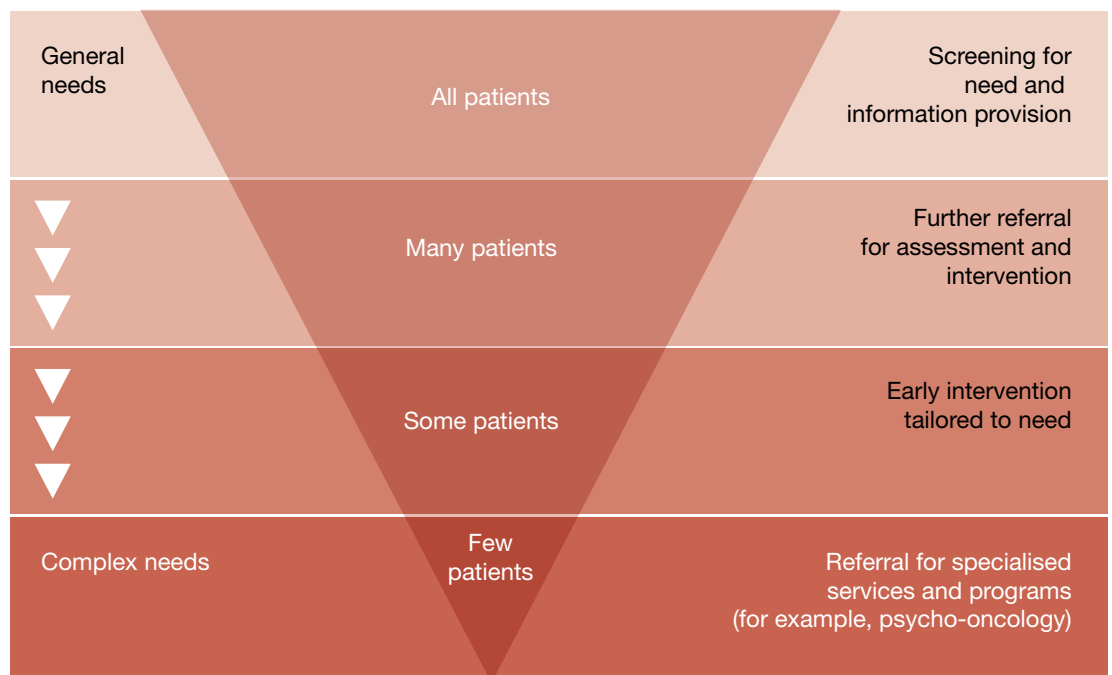 General
needs
All patients
Screening for
need and
information provision
Many patients
Further referral
for assessment and
intervention
Some patients
Early intervention
tailored to need
Complex needs
Few
patients
Referral for specialised
services and programs
(for example, psycho-oncology)